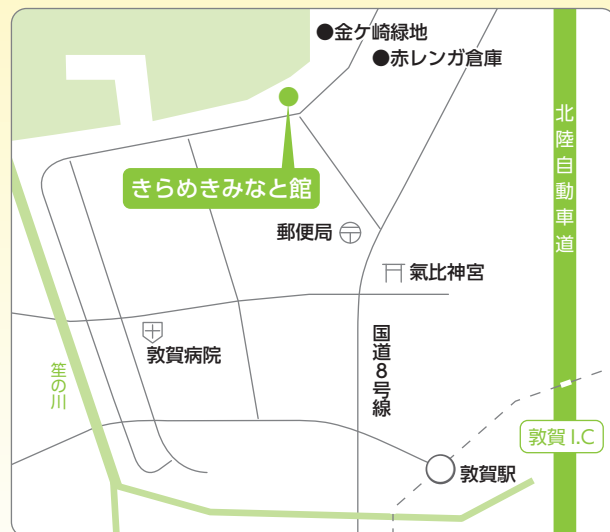 ●金ケ崎緑地
●赤レンガ倉庫
北陸自動車道
きらめきみなと館
郵便局
氣比神宮
国道8号線
敦賀病院
笙の川
敦賀I.C
敦賀駅